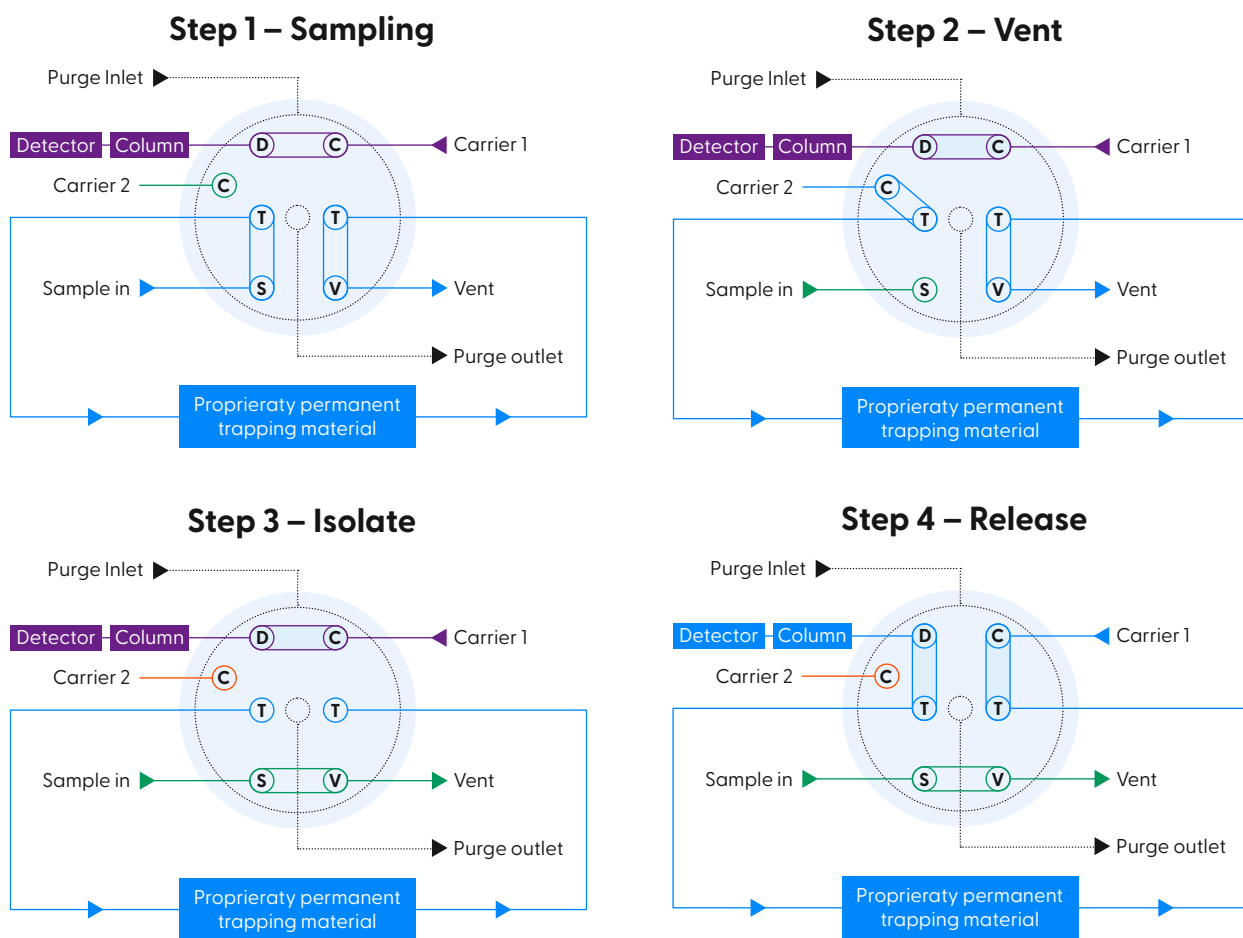 Step 1 – Sampling
Purge Inlet
Detector Column D C Carrier 1
Carrier 2 C
T T
Sample in S V Vent
Purge outlet
Proprieraty permanent
trapping material
Step 2 – Vent
Purge Inlet
Detector Column D C Carrier 1
Carrier 2 C
T T
Sample in S V Vent
Purge outlet
Proprieraty permanent
trapping material
Step 3 – Isolate
Purge Inlet
Detector Column D C Carrier 1
Carrier 2 C
T T
Sample in S V Vent
Purge outlet
Proprieraty permanent
trapping material
Step 4 – Release
Purge Inlet
Detector Column D C Carrier 1
Carrier 2 C
T T
Sample in S V Vent
Purge outlet
Proprieraty permanent
trapping material